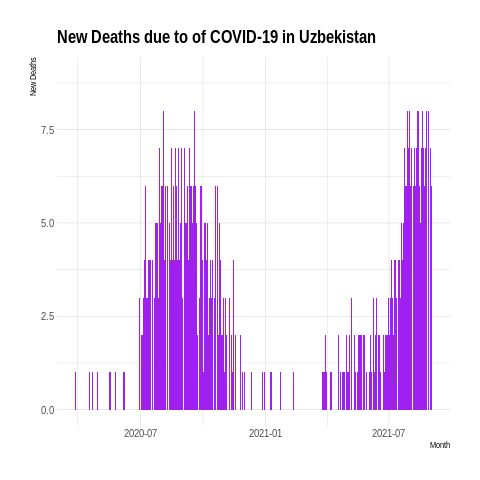 New Deaths due to of COVID-19 in Uzbekistan
New Deaths
7.5
5.0
2.5
0.0
2020-07
2021-01
2021-07
Month